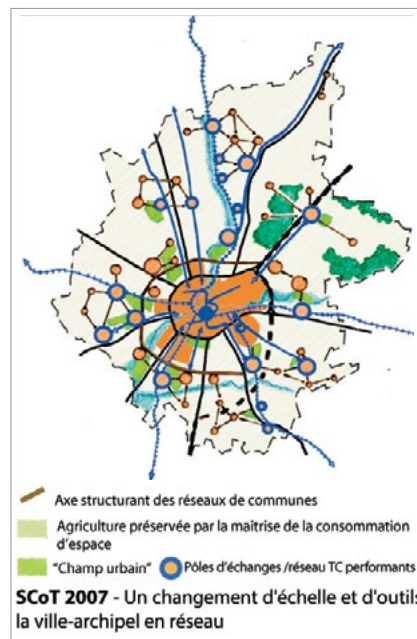 Axe structurant des réseaux de communes
Agriculture préservée par la maîtrise de la consommation
d'espace
"Champ urbain" Pôles d'échanges /réseau TC performants
SCoT 2007 - Un changement d'échelle et d'outils
la ville-archipel en réseau